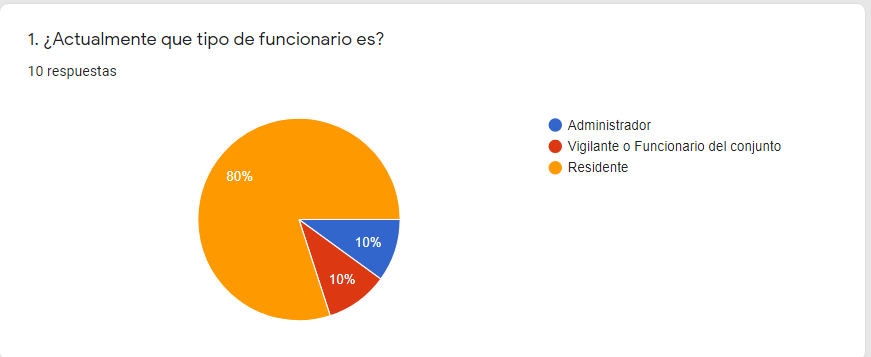 1. ¿Actualmente que tipo de funcionario es?
10 respuestas
Administrador
Vigilante o Funcionario del conjunto
Residente
80%
10%
10%